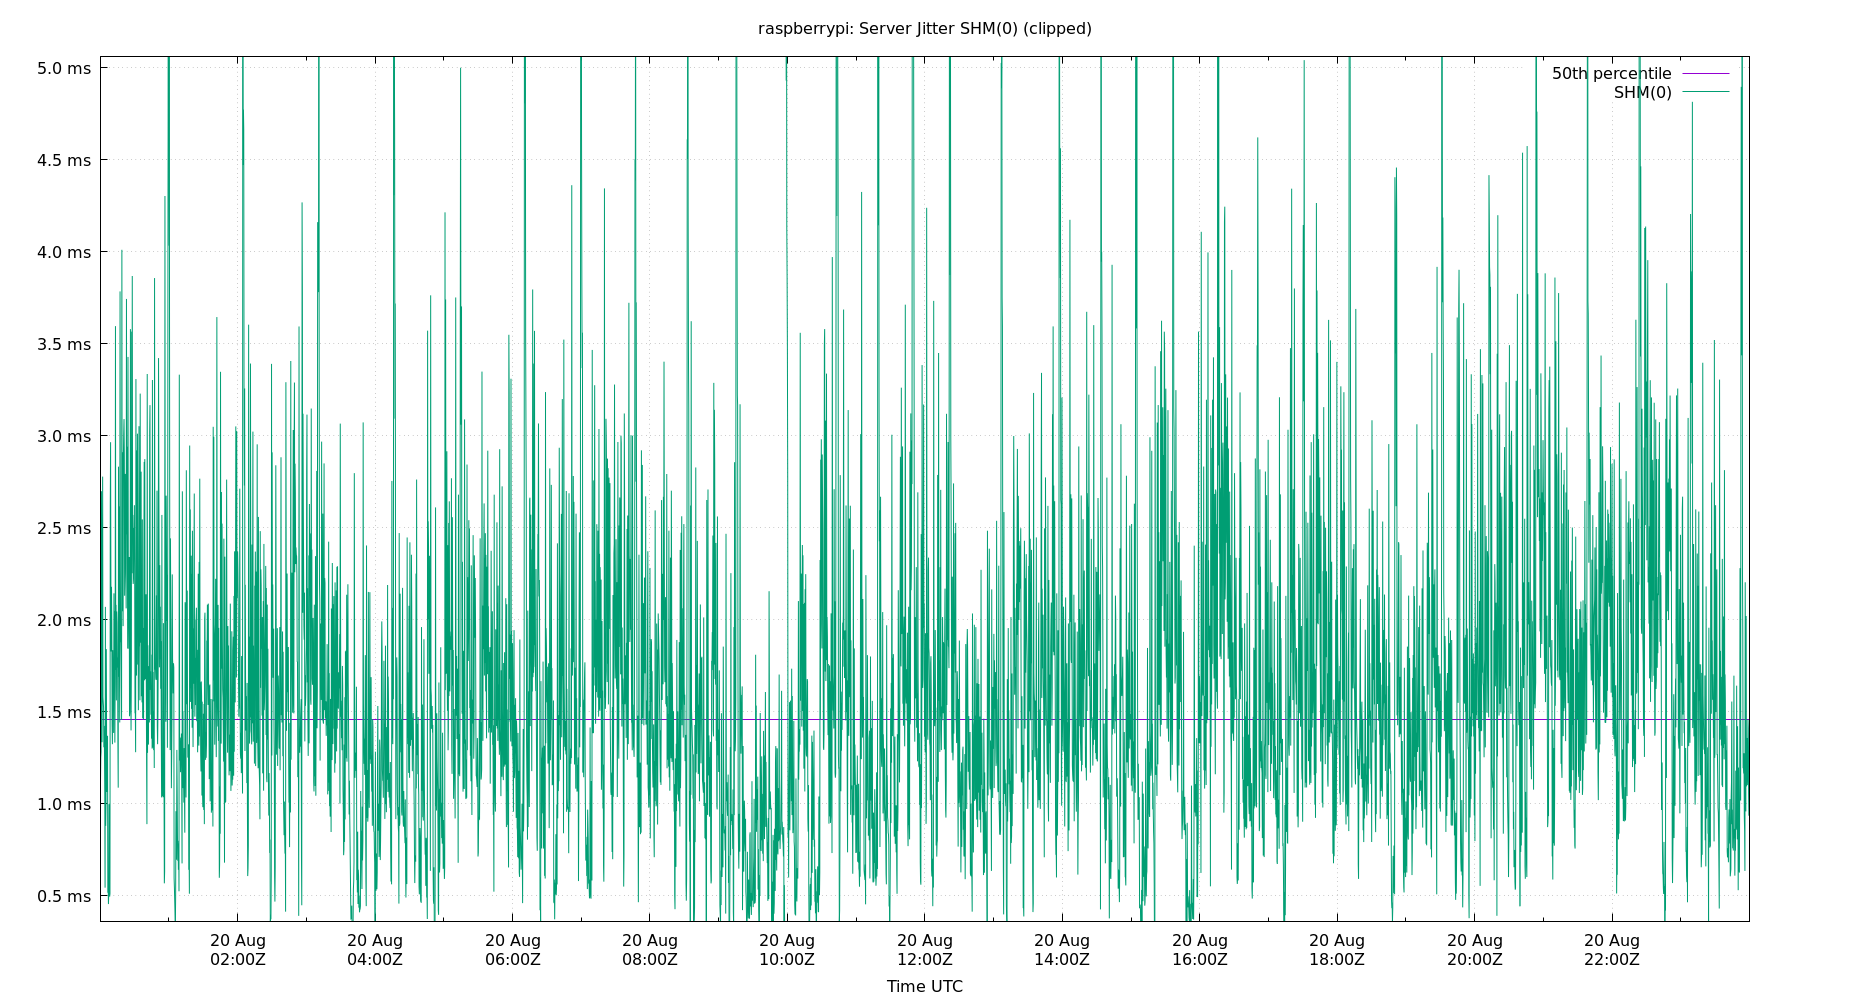 raspberrypi: Server Jitter SHM(0) (clipped)
50th percentile
SHM(0)
5.0 ms
4.5 ms
4.0 ms
3.5 ms
3.0 ms
2.5 ms
2.0 ms
1.5 ms
1.0 ms
0.5 ms
20 Aug 20 Aug 20 Aug 20 Aug 20 Aug 20 Aug 20 Aug 20 Aug 20 Aug 20 Aug 20 Aug
02:00Z 04:00Z 06:00Z 08:00Z 10:00Z 12:00Z 14:00Z 16:00Z 18:00Z 20:00Z 22:00Z
Time UTC